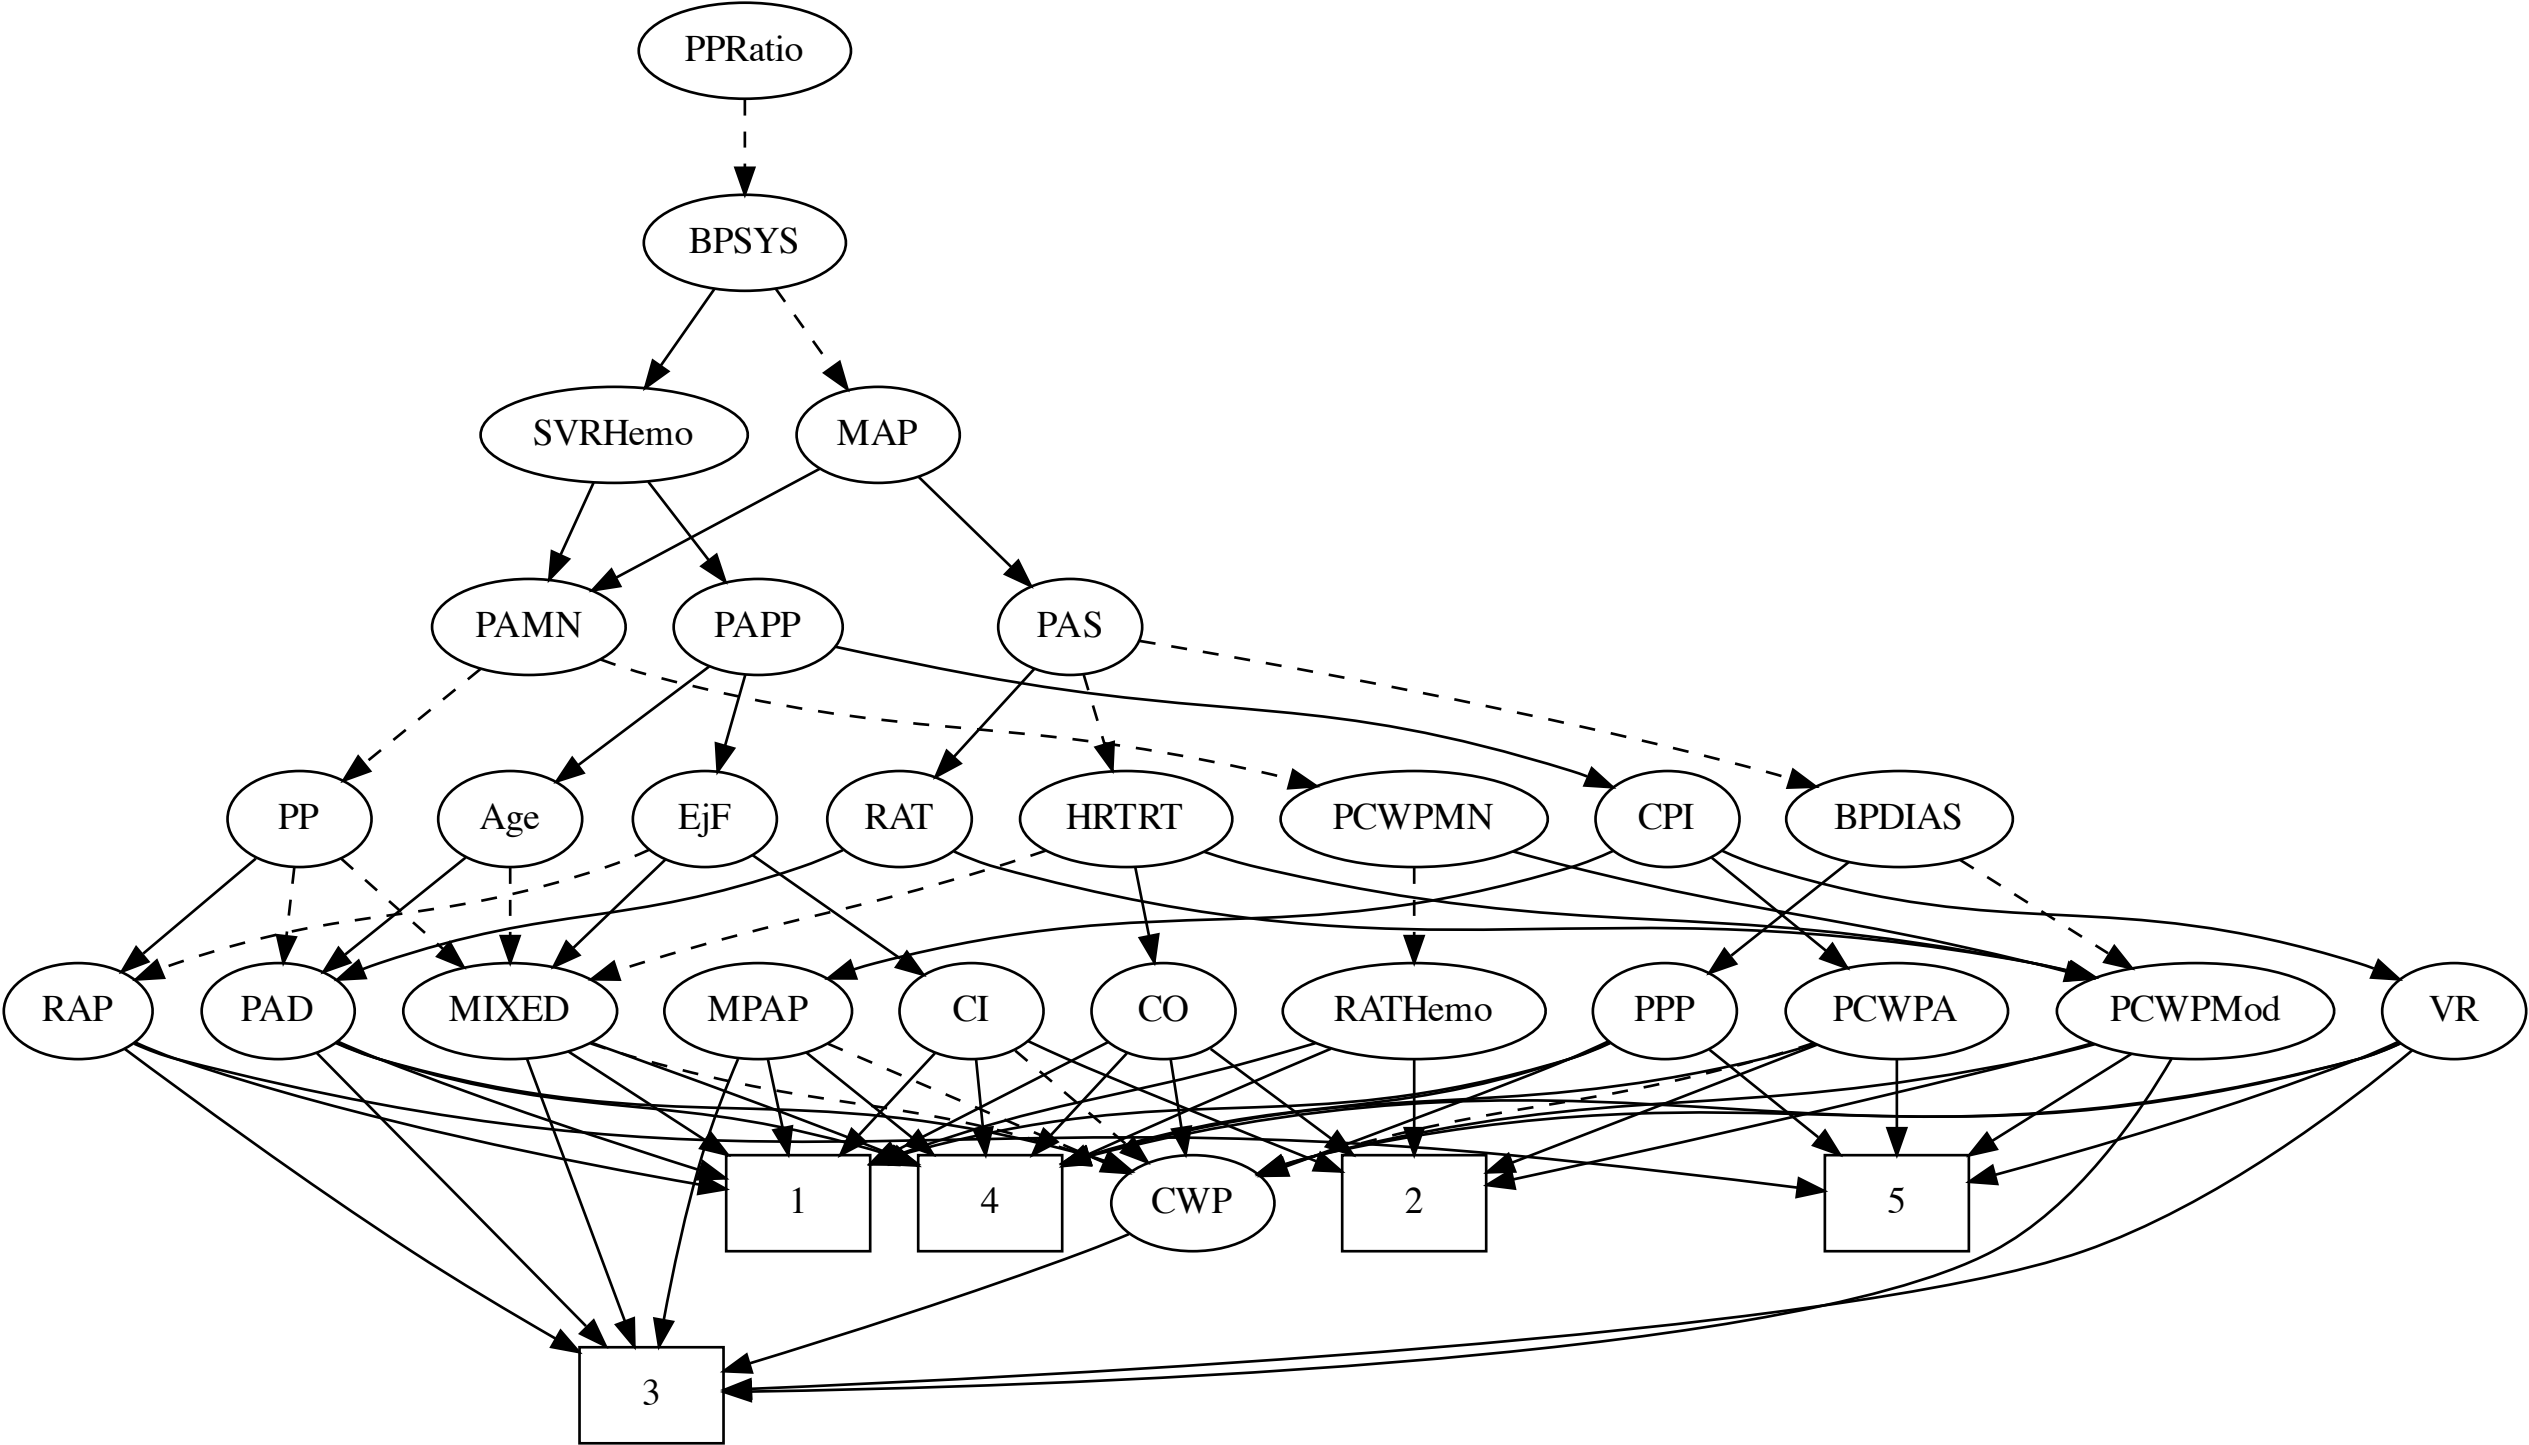 PPRatio
BPSYS
SVRHemo
MAP
PAMN
PAPP
PAS
PP
Age
EjF
RAT
HRTRT
PCWPMN
CPI
BPDIAS
RAP
PAD
MIXED
MPAP
CI
CO
RATHemo
PPP
PCWPA
PCWPMod
VR
1
4
CWP
2
5
3